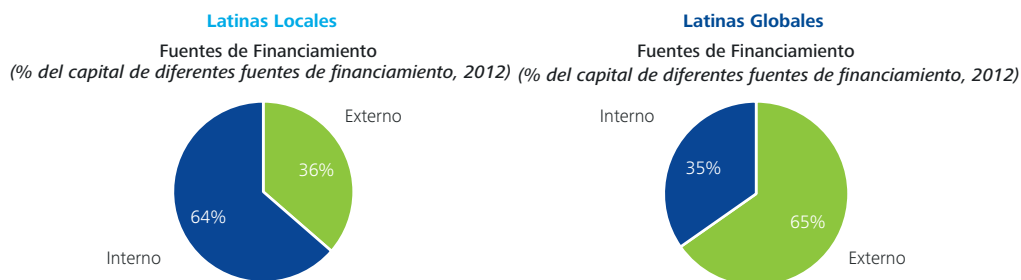 Latinas Locales
Fuentes de Financiamiento
(% del capital de diferentes fuentes de financiamiento, 2012)
Externo
36%
64%
Interno
Latinas Globales
Fuentes de Financiamiento
(% del capital de diferentes fuentes de financiamiento, 2012)
Interno
35%
65%
Externo